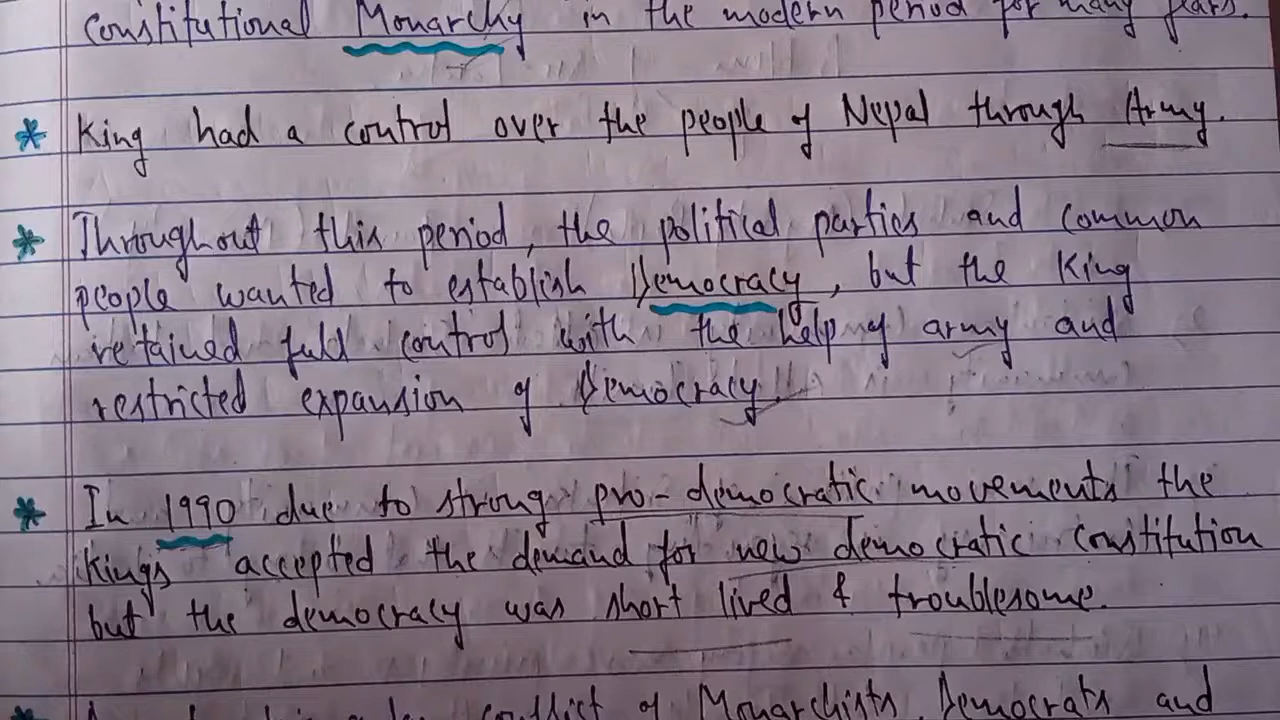 Constitutional Monarchy in the modern period for many years.
* King had a control over the people of Nepal through Army.
* Throughout this period, the political parties and common
people wanted to establish Democracy, but the King
retained full control with the help of army and
restricted expansion of Democracy.
* In 1990 due to strong pro-democratic movements the
Kings accepted the demand for new democratic constitution
but the democracy was short lived & troublesome.
conflict of Monarchists, Democrats and